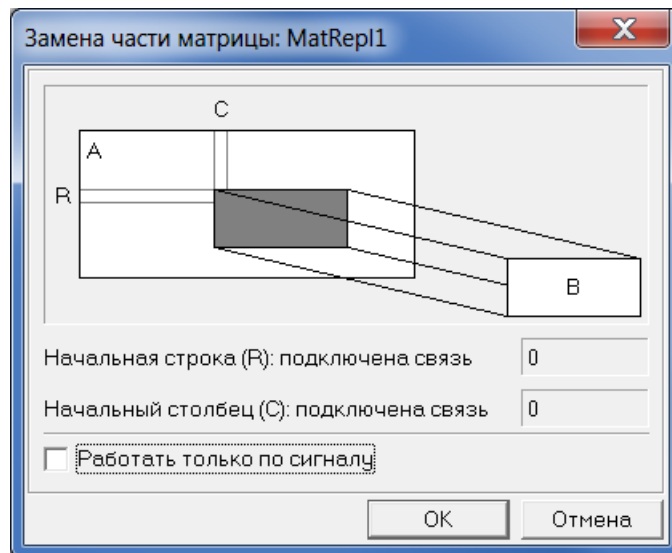 Замена части матрицы: MatRepl1
C
A
R
B
Начальная строка (R): подключена связь 0
Начальный столбец (C): подключена связь 0
Работать только по сигналу
OK Отмена